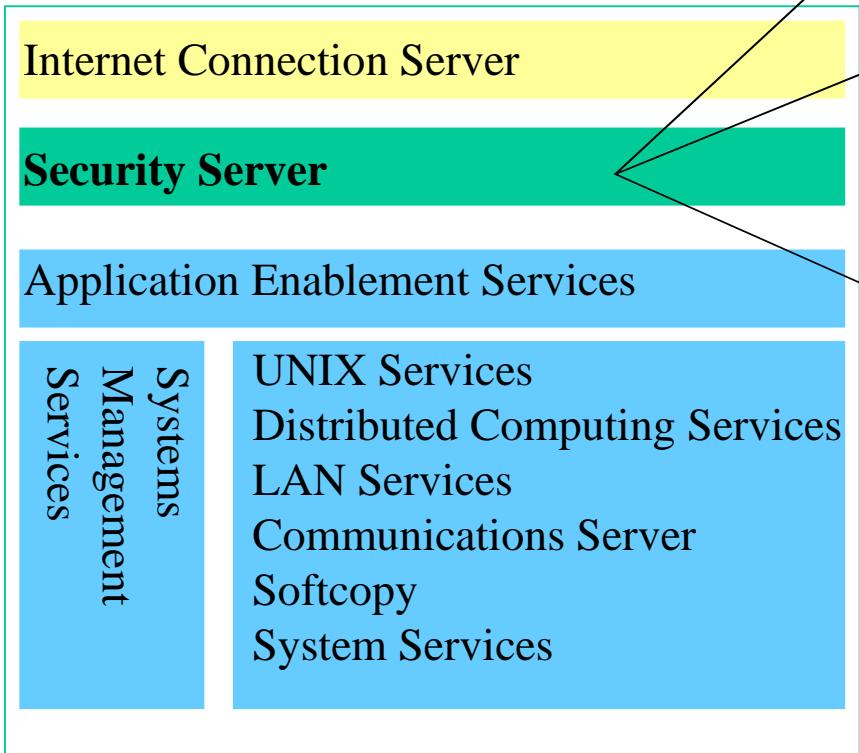 Internet Connection Server
Security Server
Application Enablement Services
Systems
Management
Services
UNIX Services
Distributed Computing Services
LAN Services
Communications Server
Softcopy
System Services